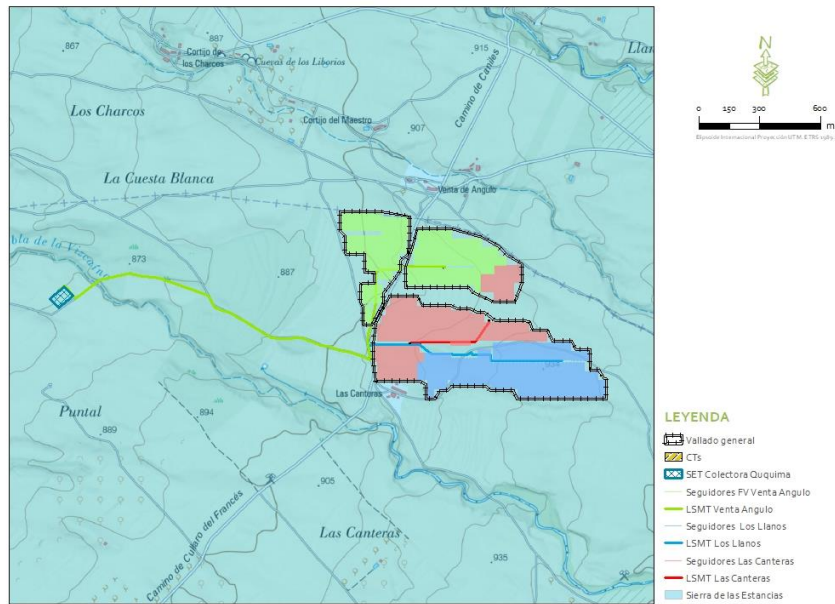 867
887
Cortijo de
los Charcos
Cuevas de los Liborios
915
Llan
Los Charcos
Cortijo del Maestro
907
Camino de Caniles
La Cuesta Blanca
Venta de Angulo
873
887
Las Canteras
Puntal
894
889
905
Las Canteras
935
Camino de Cúllar
del Francés
N
0 150 300 600
m
LEYENDA
Vallado general
CTs
SET Colectora Ququima
Seguidores FV Venta Angulo
LSMT Venta Angulo
Seguidores Los Llanos
LSMT Los Llanos
Seguidores Las Canteras
LSMT Las Canteras
Sierra de las Estancias